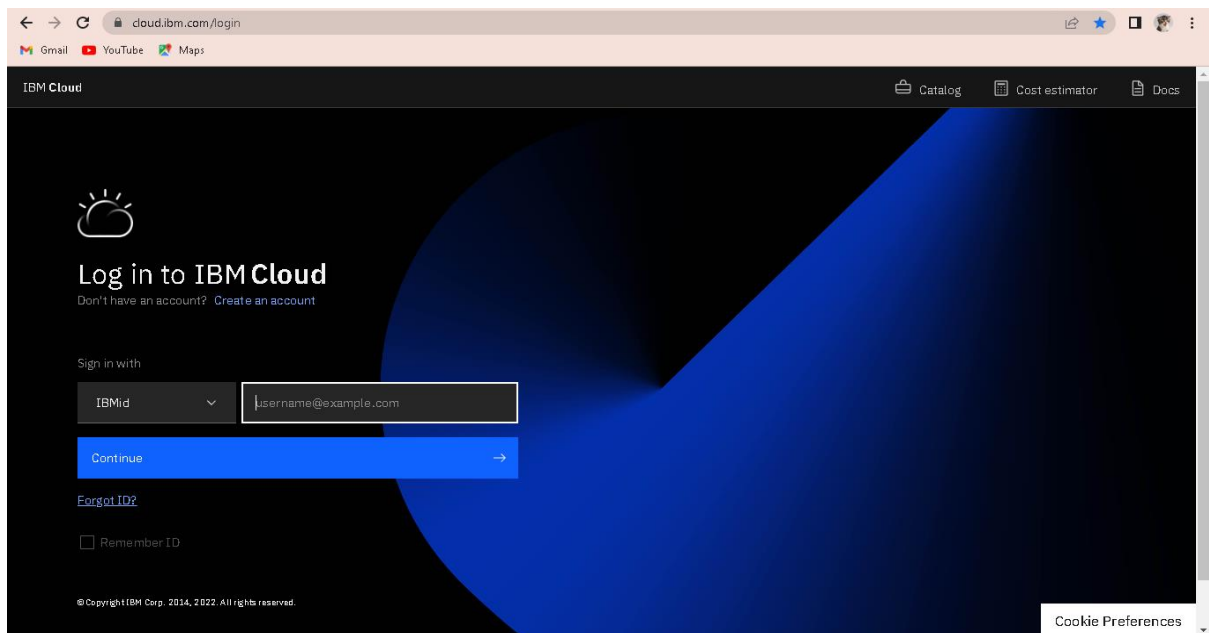 cloud.ibm.com/login
Gmail YouTube Maps
IBM Cloud Catalog Cost estimator Docs
Log in to IBM Cloud
Don't have an account? Create an account
Sign in with
IBMid username@example.com
Continue
Forgot ID?
Remember ID
© Copyright IBM Corp. 2014, 2022. All rights reserved.
Cookie Preferences